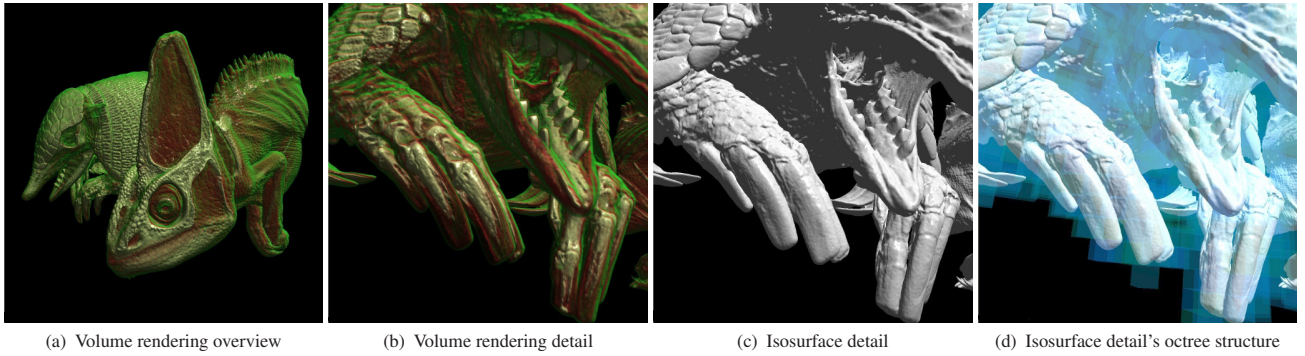 (a) Volume rendering overview
(b) Volume rendering detail
(c) Isosurface detail
(d) Isosurface detail's octree structure